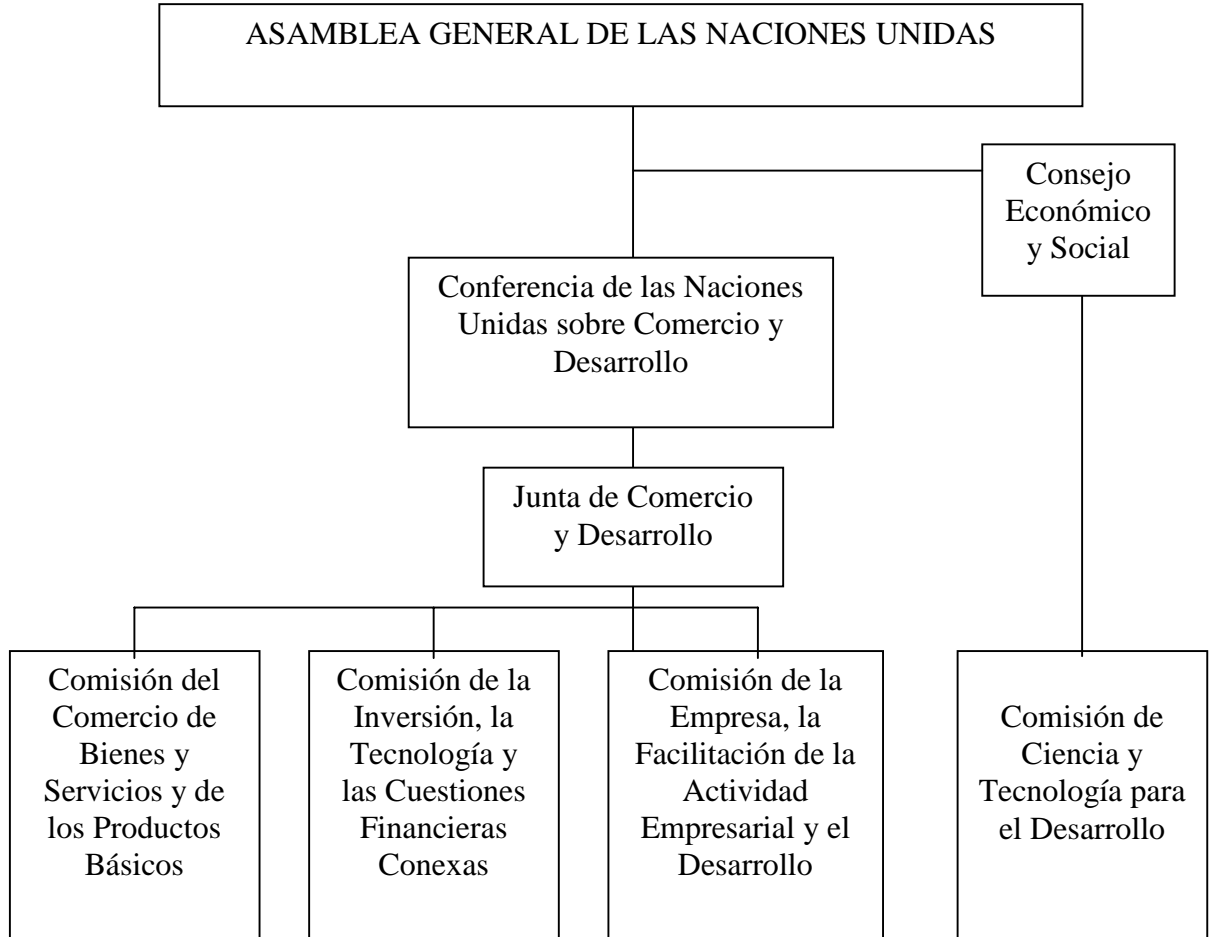 ASAMBLEA GENERAL DE LAS NACIONES UNIDAS
Consejo
Económico
y Social
Conferencia de las Naciones
Unidas sobre Comercio y
Desarrollo
Junta de Comercio
y Desarrollo
Comisión del
Comercio de
Bienes y
Servicios y de
los Productos
Básicos
Comisión de la
Inversión, la
Tecnología y
las Cuestiones
Financieras
Conexas
Comisión de la
Empresa, la
Facilitación de la
Actividad
Empresarial y el
Desarrollo
Comisión de
Ciencia y
Tecnología para
el Desarrollo